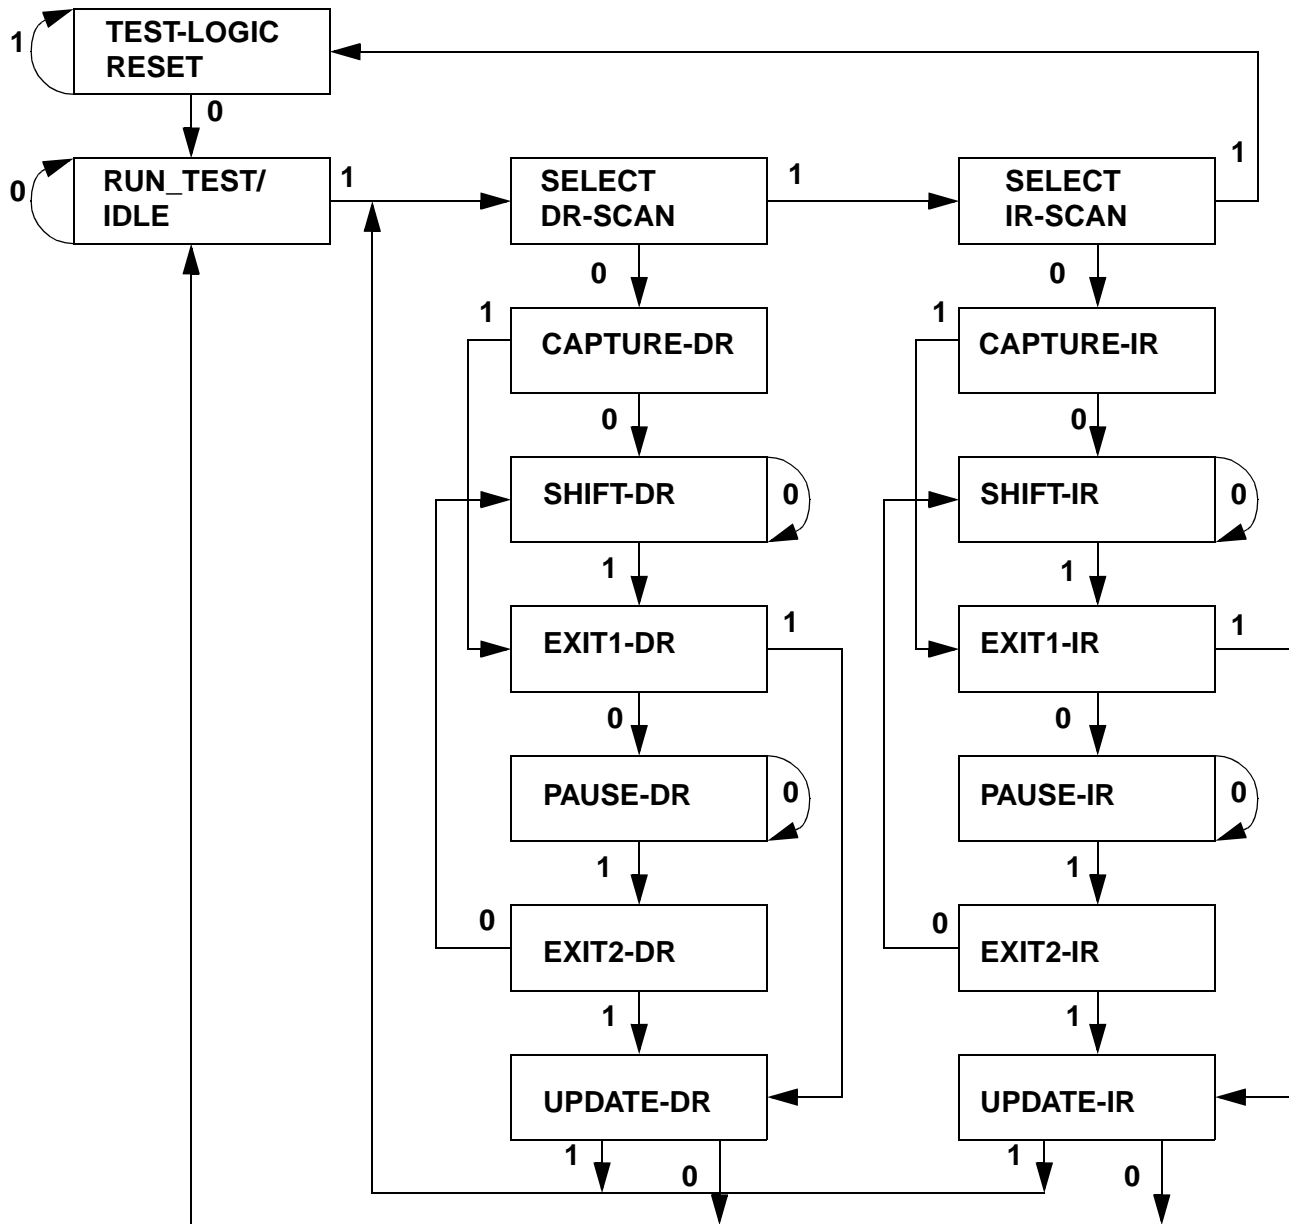 1
TEST-LOGIC
RESET
0
0
RUN_TEST/
IDLE
1
SELECT
DR-SCAN
1
SELECT
IR-SCAN
1
0
0
1
CAPTURE-DR
1
CAPTURE-IR
0
0
SHIFT-DR
0
SHIFT-IR
0
1
1
EXIT1-DR
1
EXIT1-IR
1
0
0
PAUSE-DR
0
PAUSE-IR
0
1
1
0
EXIT2-DR
0
EXIT2-IR
1
1
UPDATE-DR
UPDATE-IR
1
0
1
0